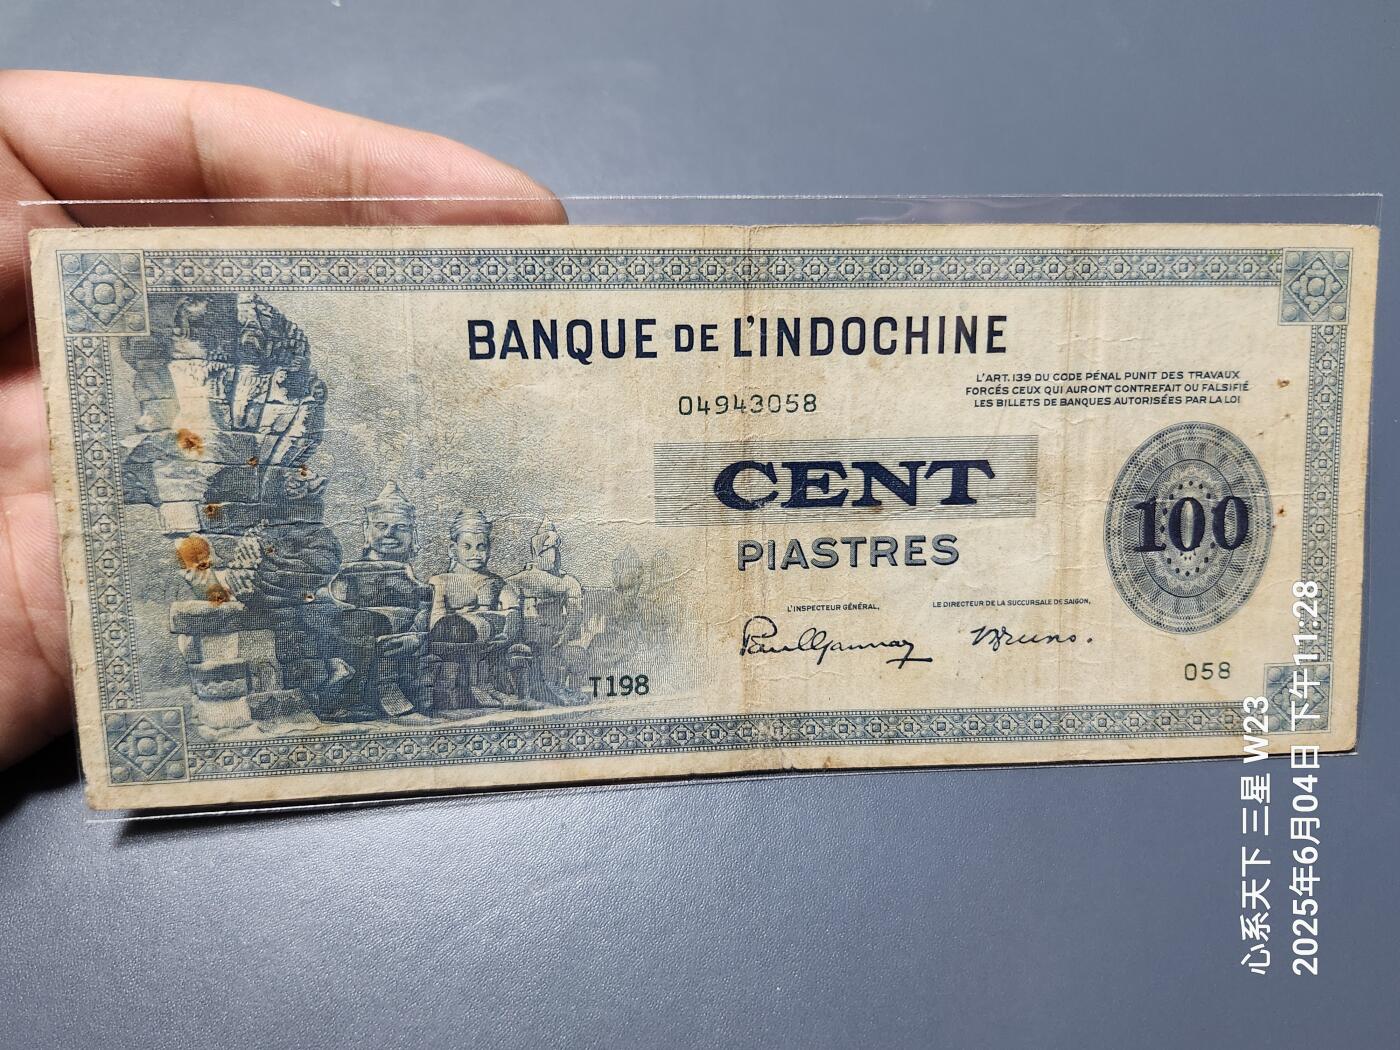 BANQUE DE L'INDOCHINE
04943058
L'ART. 139 DU CODE PÉNAL PUNIT DES TRAVAUX
FORCÉS CEUX QUI AURONT CONTREFAIT OU FALSIFIÉ
LES BILLETS DE BANQUES AUTORISÉES PAR LA LOI
CENT
100
PIASTRES
L'INSPECTEUR GÉNÉRAL,
LE DIRECTEUR DE LA SUCCURSALE DE SAIGON,
T198
058
心系天下 三星 W23
2025年6月04日 下午11:28